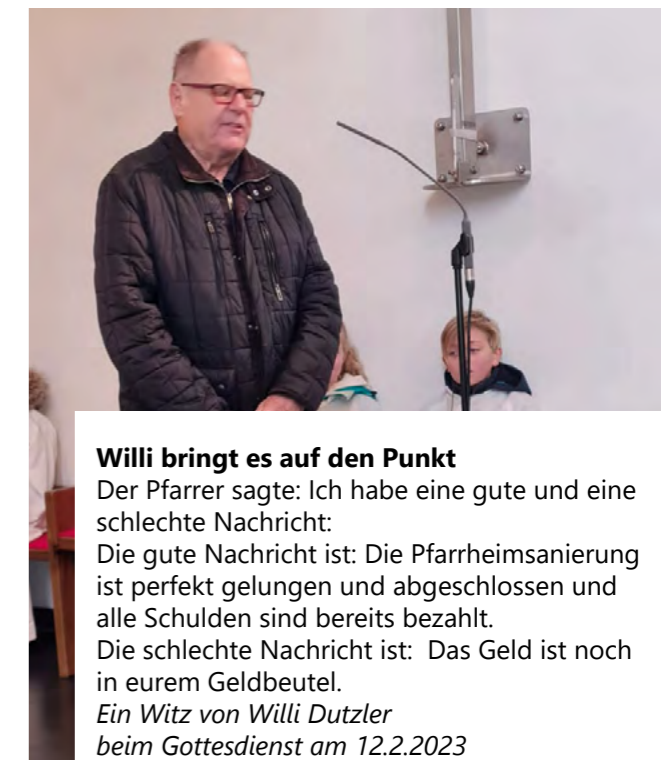 Willi bringt es auf den Punkt
Der Pfarrer sagte: Ich habe eine gute und eine
schlechte Nachricht:
Die gute Nachricht ist: Die Pfarrheimsanierung
ist perfekt gelungen und abgeschlossen und
alle Schulden sind bereits bezahlt.
Die schlechte Nachricht ist:  Das Geld ist noch
in eurem Geldbeutel.
Ein Witz von Willi Dutzler
beim Gottesdienst am 12.2.2023